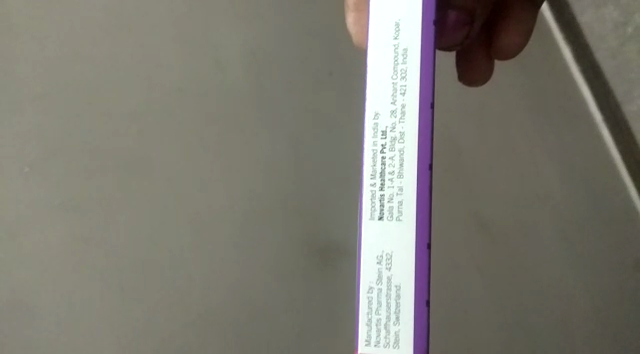 Manufactured by :
Novartis Pharma Stein AG.,
Schaffhauserstrasse, 4332,
Stein, Switzerland.
Imported & Marketed in India by:
Novartis Healthcare Pvt. Ltd.,
Gala No. 1-A & 2-A, Bldg. No. 28, Arihant Compound, Kopar,
Purna, Tal - Bhiwandi, Dist - Thane - 421 302, India